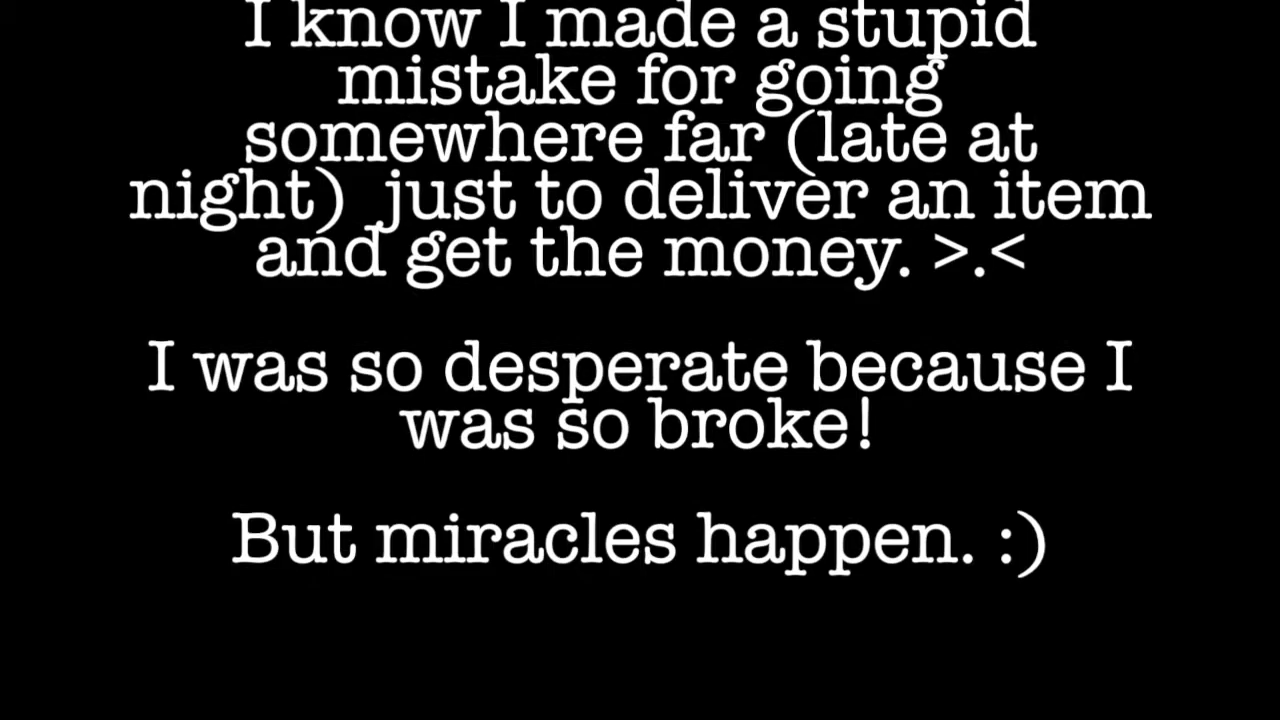 I know I made a stupid
mistake for going
somewhere far (late at
night)  just to deliver an item
and get the money. >.<
I was so desperate because I
was so broke!
But miracles happen. :)